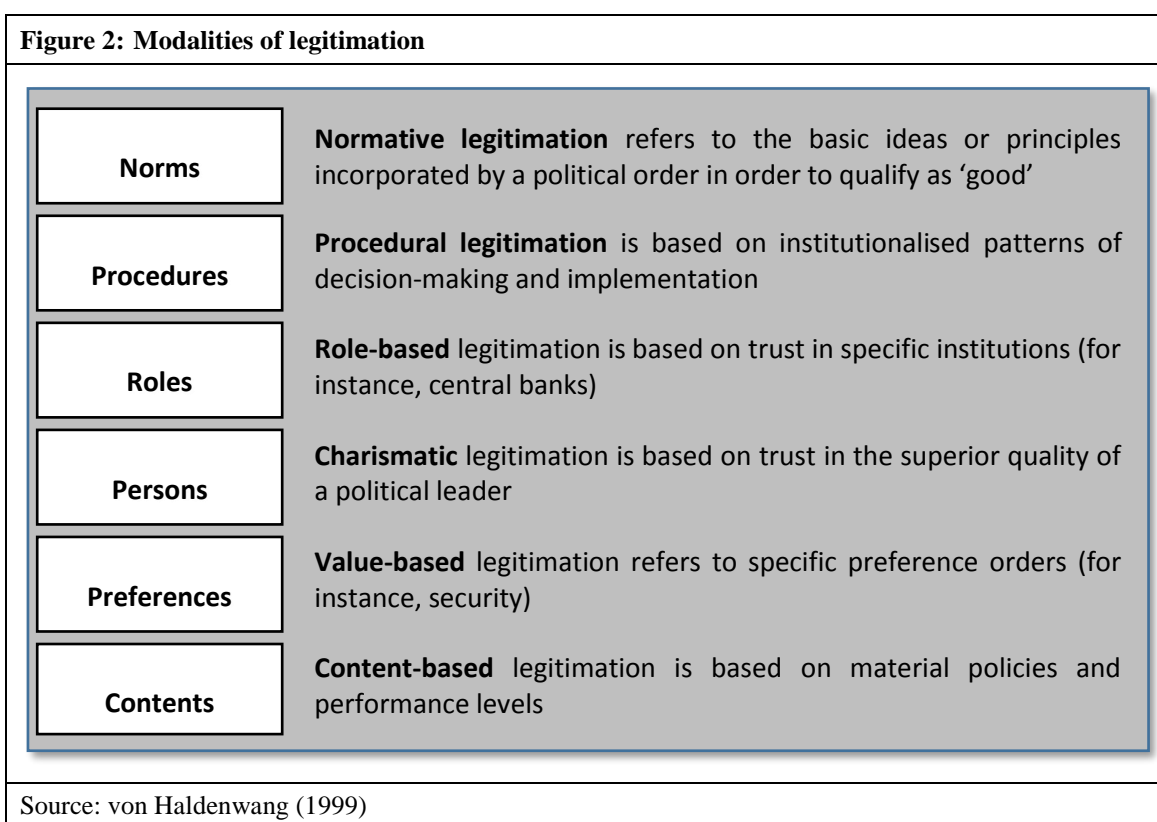 Figure 2: Modalities of legitimation
Norms
Normative legitimation refers to the basic ideas or principles
incorporated by a political order in order to qualify as ‘good’
Procedures
Procedural legitimation is based on institutionalised patterns of
decision-making and implementation
Roles
Role-based legitimation is based on trust in specific institutions (for
instance, central banks)
Persons
Charismatic legitimation is based on trust in the superior quality of
a political leader
Preferences
Value-based legitimation refers to specific preference orders (for
instance, security)
Contents
Content-based legitimation is based on material policies and
performance levels
Source: von Haldenwang (1999)